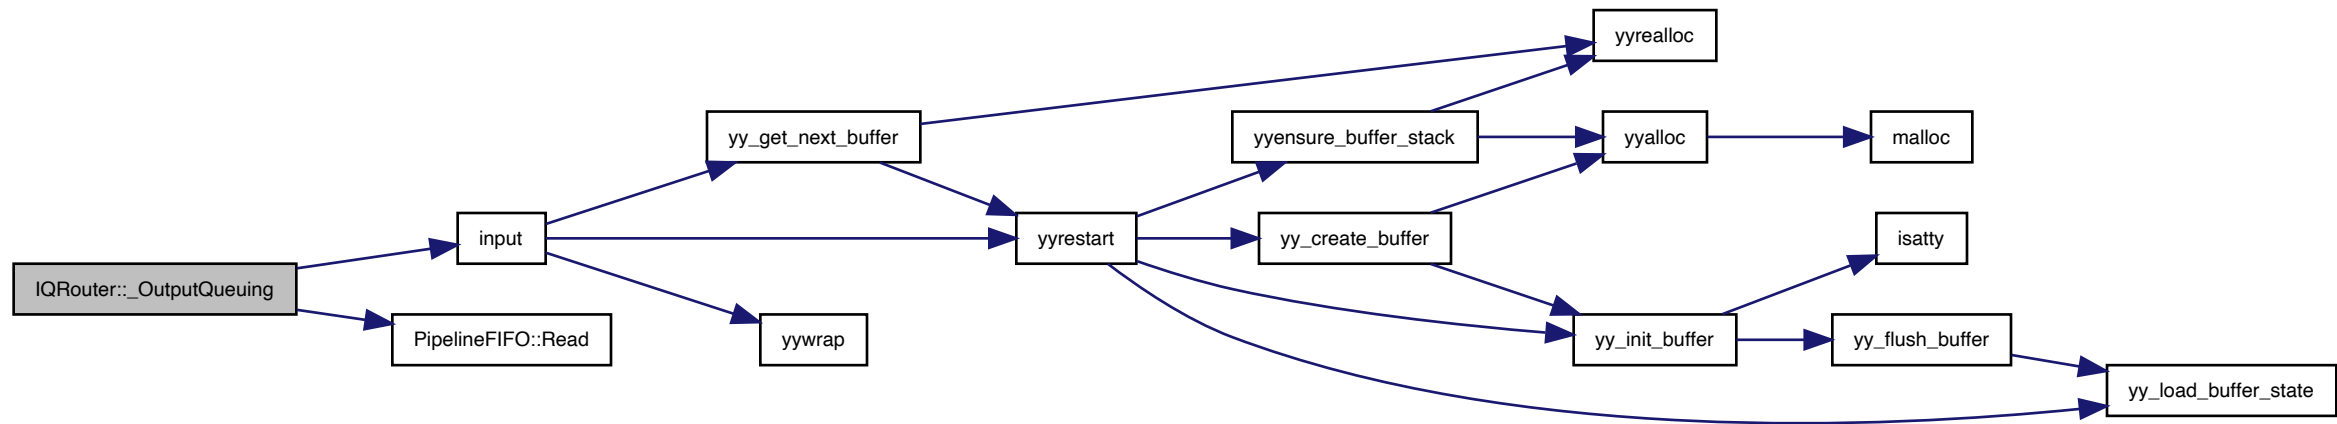 yyrealloc
yy_get_next_buffer
yyensure_buffer_stack
yyalloc
malloc
input
yyrestart
yy_create_buffer
isatty
IQRouter::_OutputQueuing
PipelineFIFO::Read
yywrap
yy_init_buffer
yy_flush_buffer
yy_load_buffer_state